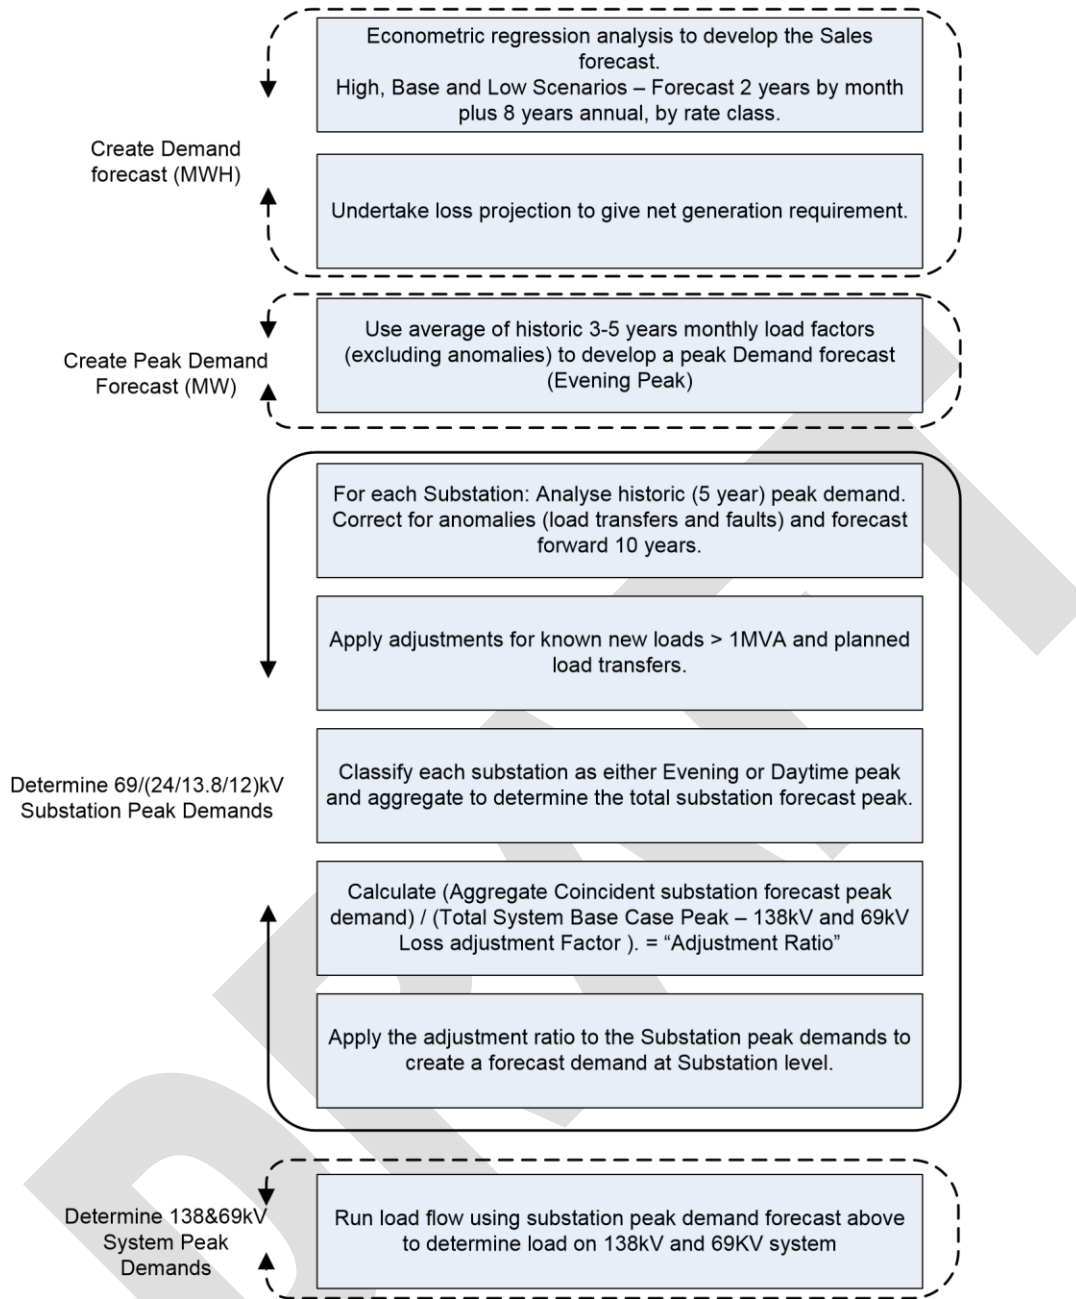 Econometric regression analysis to develop the Sales
forecast.
High, Base and Low Scenarios – Forecast 2 years by month
plus 8 years annual, by rate class.
Create Demand
forecast (MWH)
Undertake loss projection to give net generation requirement.
Use average of historic 3-5 years monthly load factors
(excluding anomalies) to develop a peak Demand forecast
(Evening Peak)
Create Peak Demand
Forecast (MW)
For each Substation: Analyse historic (5 year) peak demand.
Correct for anomalies (load transfers and faults) and forecast
forward 10 years.
Apply adjustments for known new loads > 1MVA and planned
load transfers.
Determine 69/(24/13.8/12)kV
Substation Peak Demands
Classify each substation as either Evening or Daytime peak
and aggregate to determine the total substation forecast peak.
Calculate (Aggregate Coincident substation forecast peak
demand) / (Total System Base Case Peak – 138kV and 69kV
Loss adjustment Factor ). = “Adjustment Ratio”
Apply the adjustment ratio to the Substation peak demands to
create a forecast demand at Substation level.
Determine 138&69kV
System Peak
Demands
Run load flow using substation peak demand forecast above
to determine load on 138kV and 69KV system
DRAFT